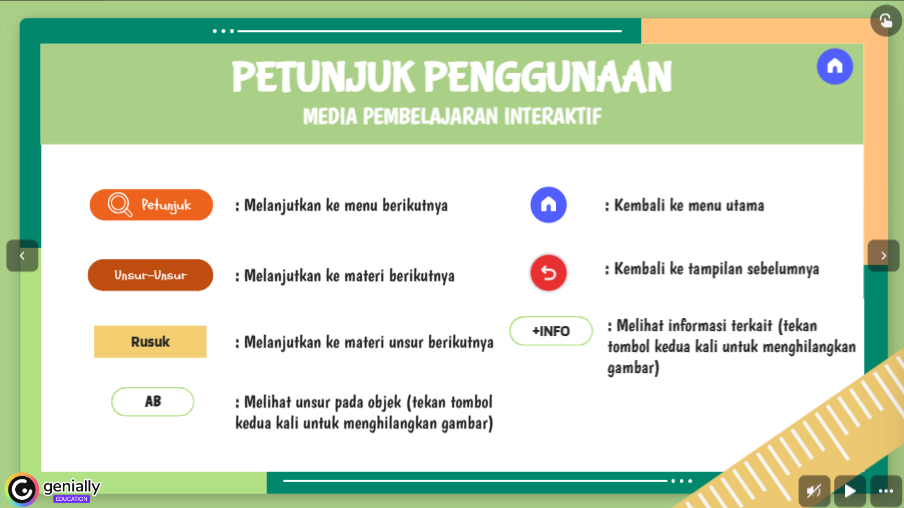 PETUNJUK PENGGUNAAN
MEDIA PEMBELAJARAN INTERAKTIF
Petunjuk : Melanjutkan ke menu berikutnya
Unsur-Unsur : Melanjutkan ke materi berikutnya
Rusuk : Melanjutkan ke materi unsur berikutnya
AB : Melihat unsur pada objek (tekan tombol
kedua kali untuk menghilangkan gambar)
: Kembali ke menu utama
: Kembali ke tampilan sebelumnya
+INFO : Melihat informasi terkait (tekan
tombol kedua kali untuk menghilangkan
gambar)
genially
EDUCATION